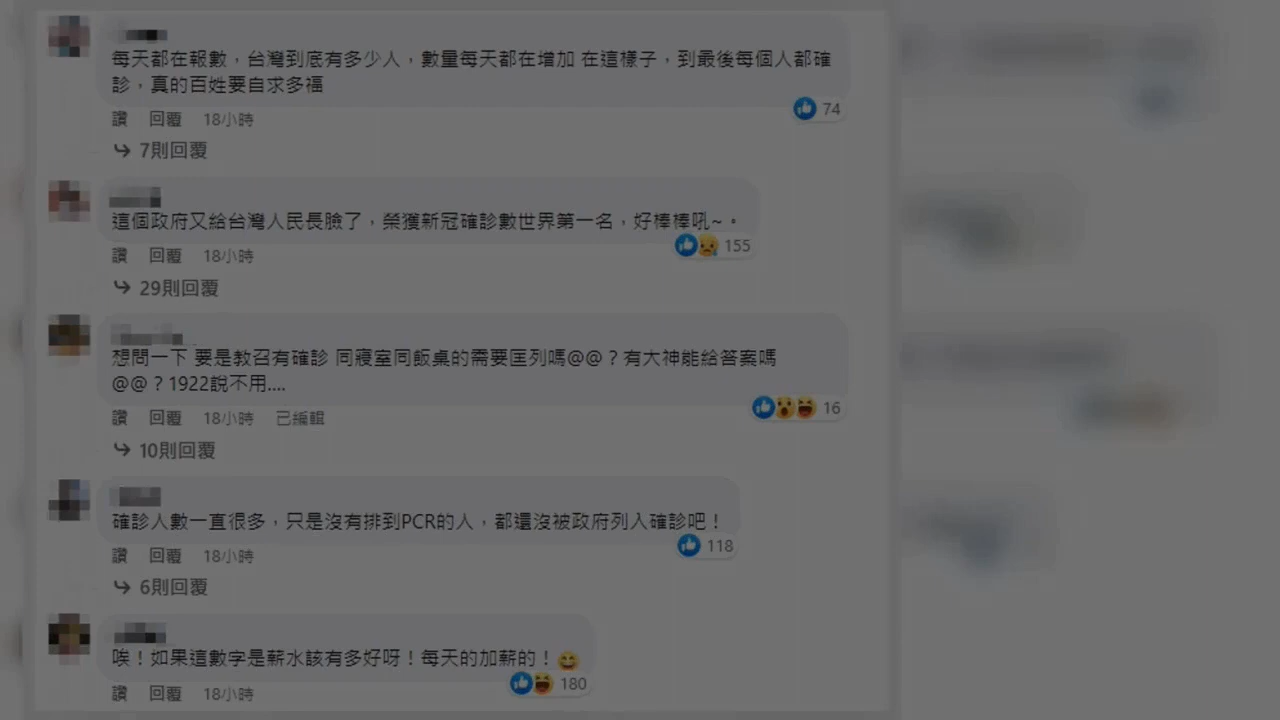 每天都在報數，台灣到底有多少人，數量每天都在增加 在這樣子，到最後每個人都確
診，真的百姓要自求多福
讚 回覆 18小時
74
7則回覆
這個政府又給台灣人民長臉了，榮獲新冠確診數世界第一名，好棒棒吼~。
讚 回覆 18小時
155
29則回覆
想問一下 要是教召有確診 同寢室同飯桌的需要匡列嗎@@？有大神能給答案嗎
@@？1922說不用....
讚 回覆 18小時 已編輯
16
10則回覆
確診人數一直很多，只是沒有排到PCR的人，都還沒被政府列入確診吧！
讚 回覆 18小時
118
6則回覆
唉！如果這數字是薪水該有多好呀！每天的加薪的！😄
讚 回覆 18小時
180